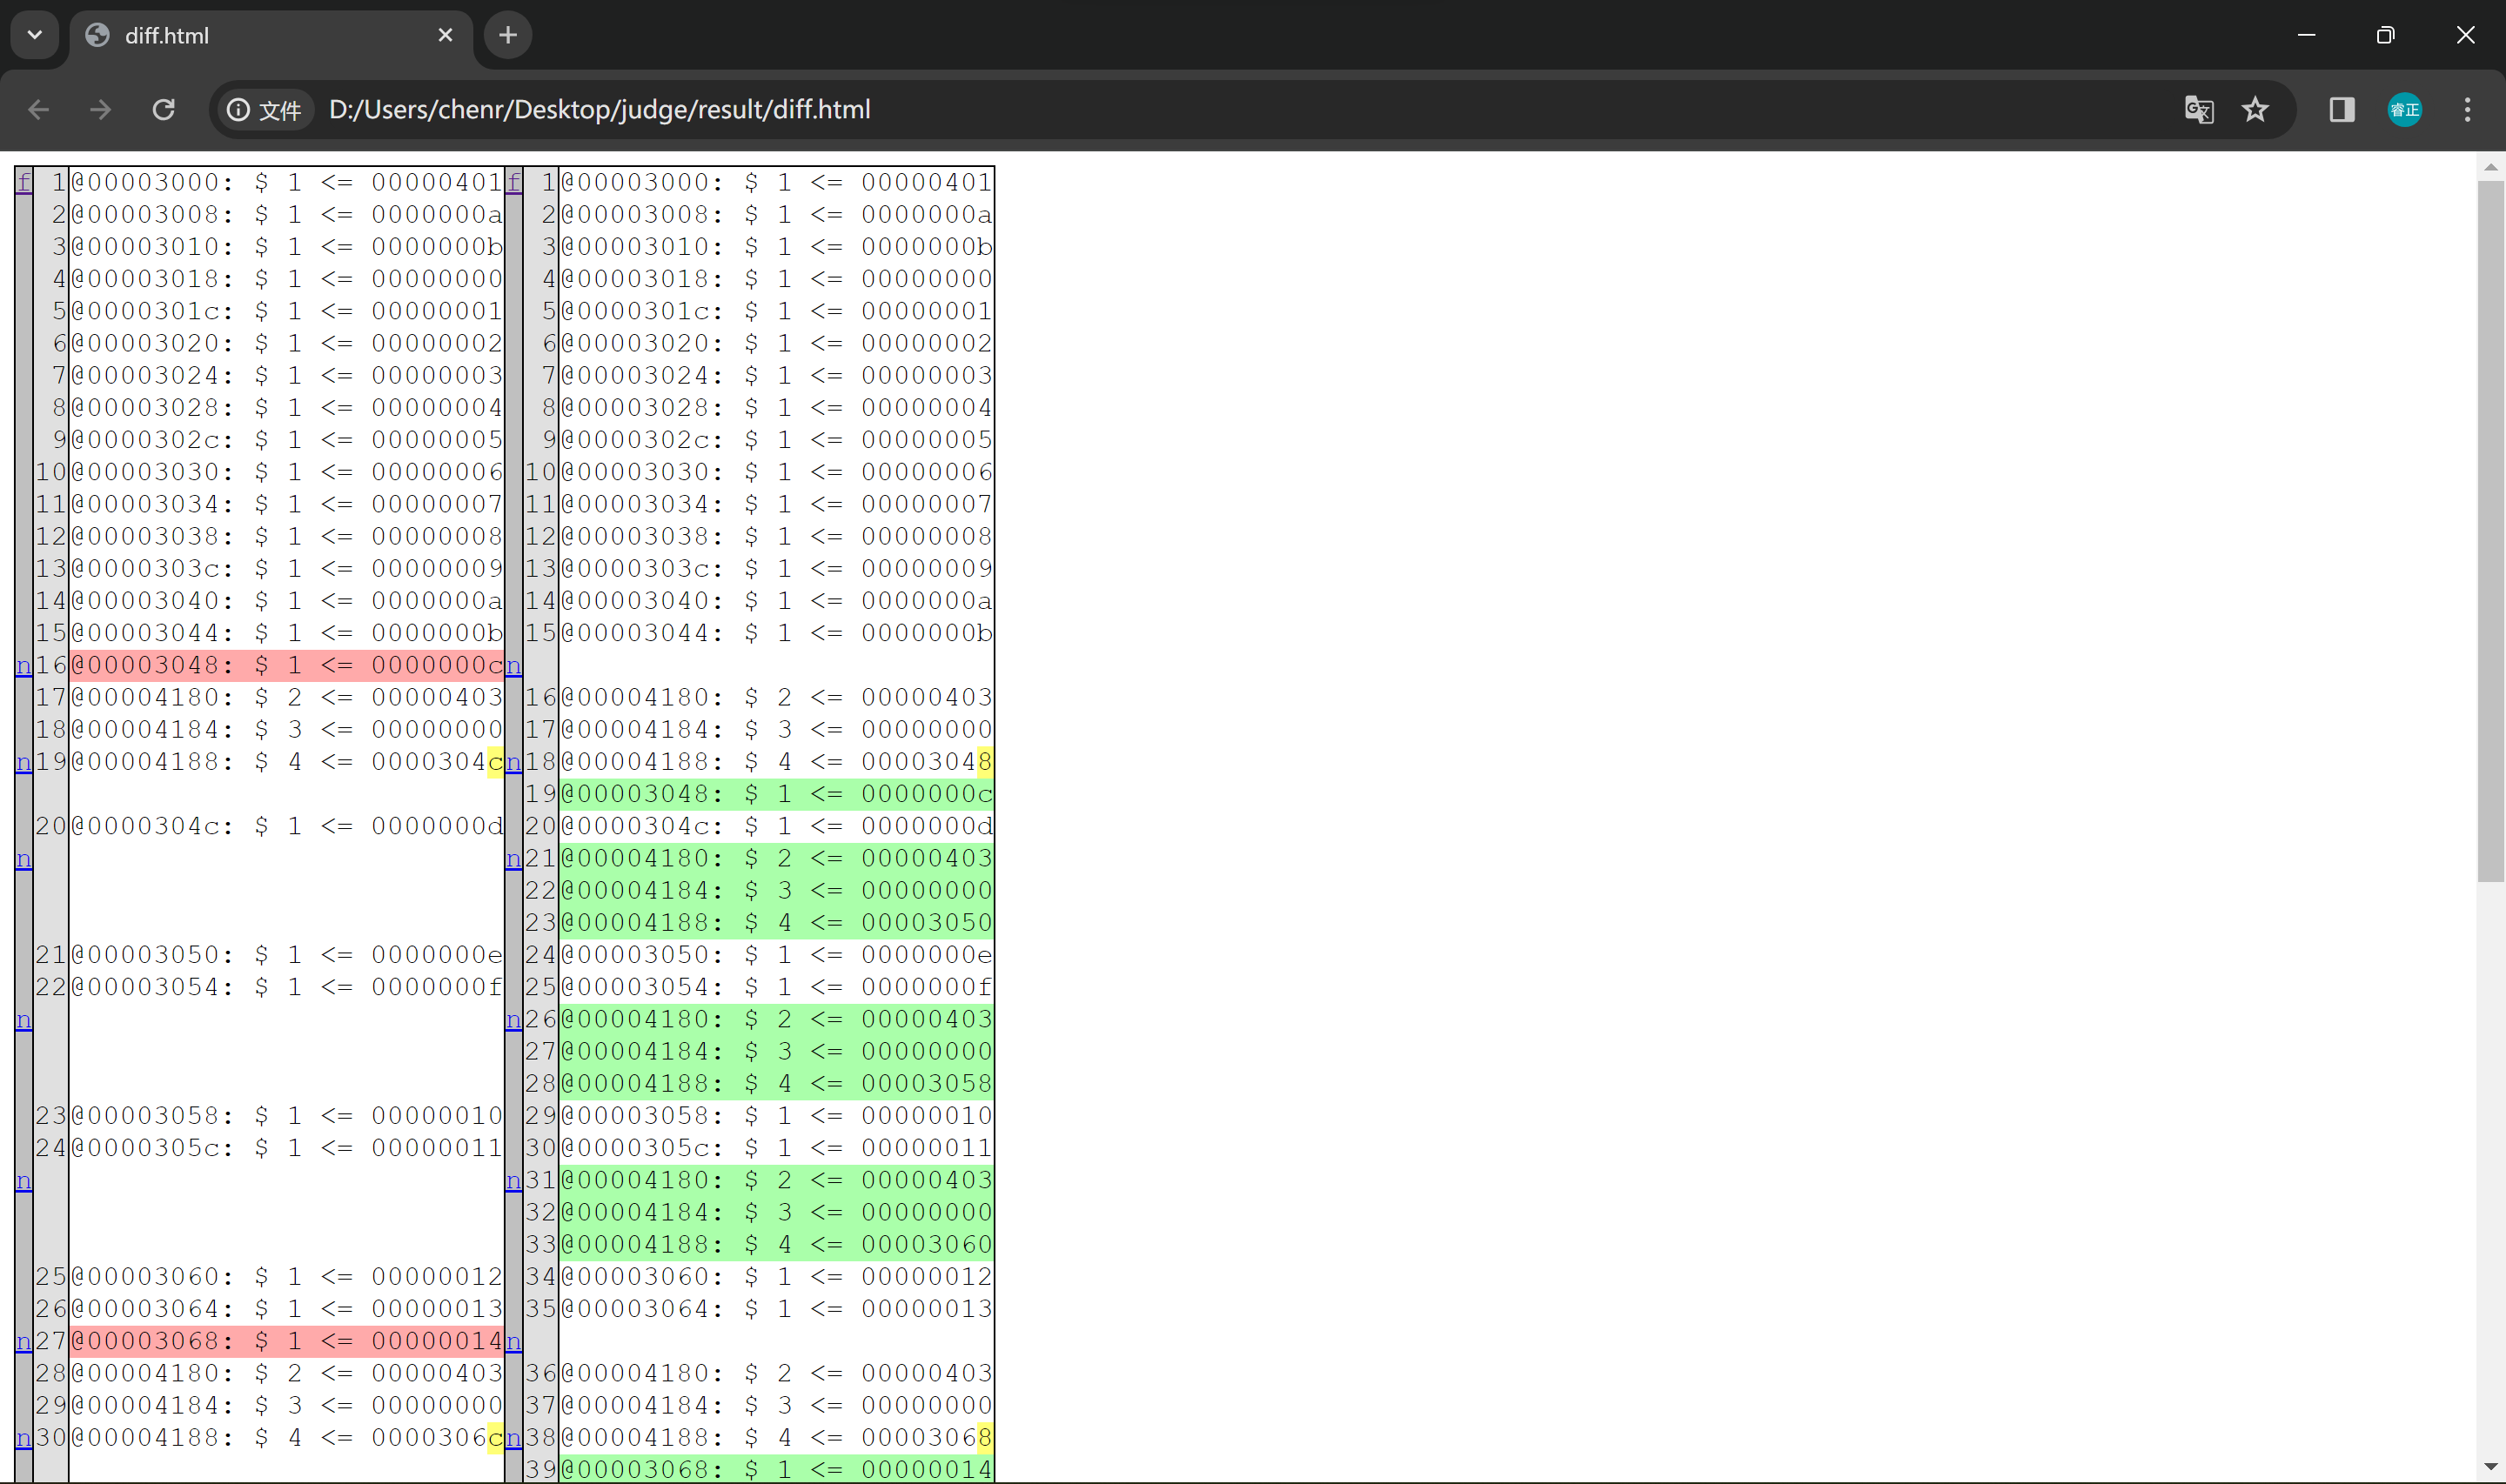 diff.html
文件 D:/Users/chenr/Desktop/judge/result/diff.html
睿正
f 1@00003000: $ 1 <= 00000401 f 1@00003000: $ 1 <= 00000401
2@00003008: $ 1 <= 0000000a 2@00003008: $ 1 <= 0000000a
3@00003010: $ 1 <= 0000000b 3@00003010: $ 1 <= 0000000b
4@00003018: $ 1 <= 00000000 4@00003018: $ 1 <= 00000000
5@0000301c: $ 1 <= 00000001 5@0000301c: $ 1 <= 00000001
6@00003020: $ 1 <= 00000002 6@00003020: $ 1 <= 00000002
7@00003024: $ 1 <= 00000003 7@00003024: $ 1 <= 00000003
8@00003028: $ 1 <= 00000004 8@00003028: $ 1 <= 00000004
9@0000302c: $ 1 <= 00000005 9@0000302c: $ 1 <= 00000005
10@00003030: $ 1 <= 00000006 10@00003030: $ 1 <= 00000006
11@00003034: $ 1 <= 00000007 11@00003034: $ 1 <= 00000007
12@00003038: $ 1 <= 00000008 12@00003038: $ 1 <= 00000008
13@0000303c: $ 1 <= 00000009 13@0000303c: $ 1 <= 00000009
14@00003040: $ 1 <= 0000000a 14@00003040: $ 1 <= 0000000a
15@00003044: $ 1 <= 0000000b 15@00003044: $ 1 <= 0000000b
n 16@00003048: $ 1 <= 0000000c n
17@00004180: $ 2 <= 00000403 16@00004180: $ 2 <= 00000403
18@00004184: $ 3 <= 00000000 17@00004184: $ 3 <= 00000000
n 19@00004188: $ 4 <= 0000304c n 18@00004188: $ 4 <= 00003048
19@00003048: $ 1 <= 0000000c
20@0000304c: $ 1 <= 0000000d 20@0000304c: $ 1 <= 0000000d
n n 21@00004180: $ 2 <= 00000403
22@00004184: $ 3 <= 00000000
23@00004188: $ 4 <= 00003050
21@00003050: $ 1 <= 0000000e 24@00003050: $ 1 <= 0000000e
22@00003054: $ 1 <= 0000000f 25@00003054: $ 1 <= 0000000f
n n 26@00004180: $ 2 <= 00000403
27@00004184: $ 3 <= 00000000
28@00004188: $ 4 <= 00003058
23@00003058: $ 1 <= 00000010 29@00003058: $ 1 <= 00000010
24@0000305c: $ 1 <= 00000011 30@0000305c: $ 1 <= 00000011
n n 31@00004180: $ 2 <= 00000403
32@00004184: $ 3 <= 00000000
33@00004188: $ 4 <= 00003060
25@00003060: $ 1 <= 00000012 34@00003060: $ 1 <= 00000012
26@00003064: $ 1 <= 00000013 35@00003064: $ 1 <= 00000013
n 27@00003068: $ 1 <= 00000014 n
28@00004180: $ 2 <= 00000403 36@00004180: $ 2 <= 00000403
29@00004184: $ 3 <= 00000000 37@00004184: $ 3 <= 00000000
n 30@00004188: $ 4 <= 0000306c n 38@00004188: $ 4 <= 00003068
39@00003068: $ 1 <= 00000014